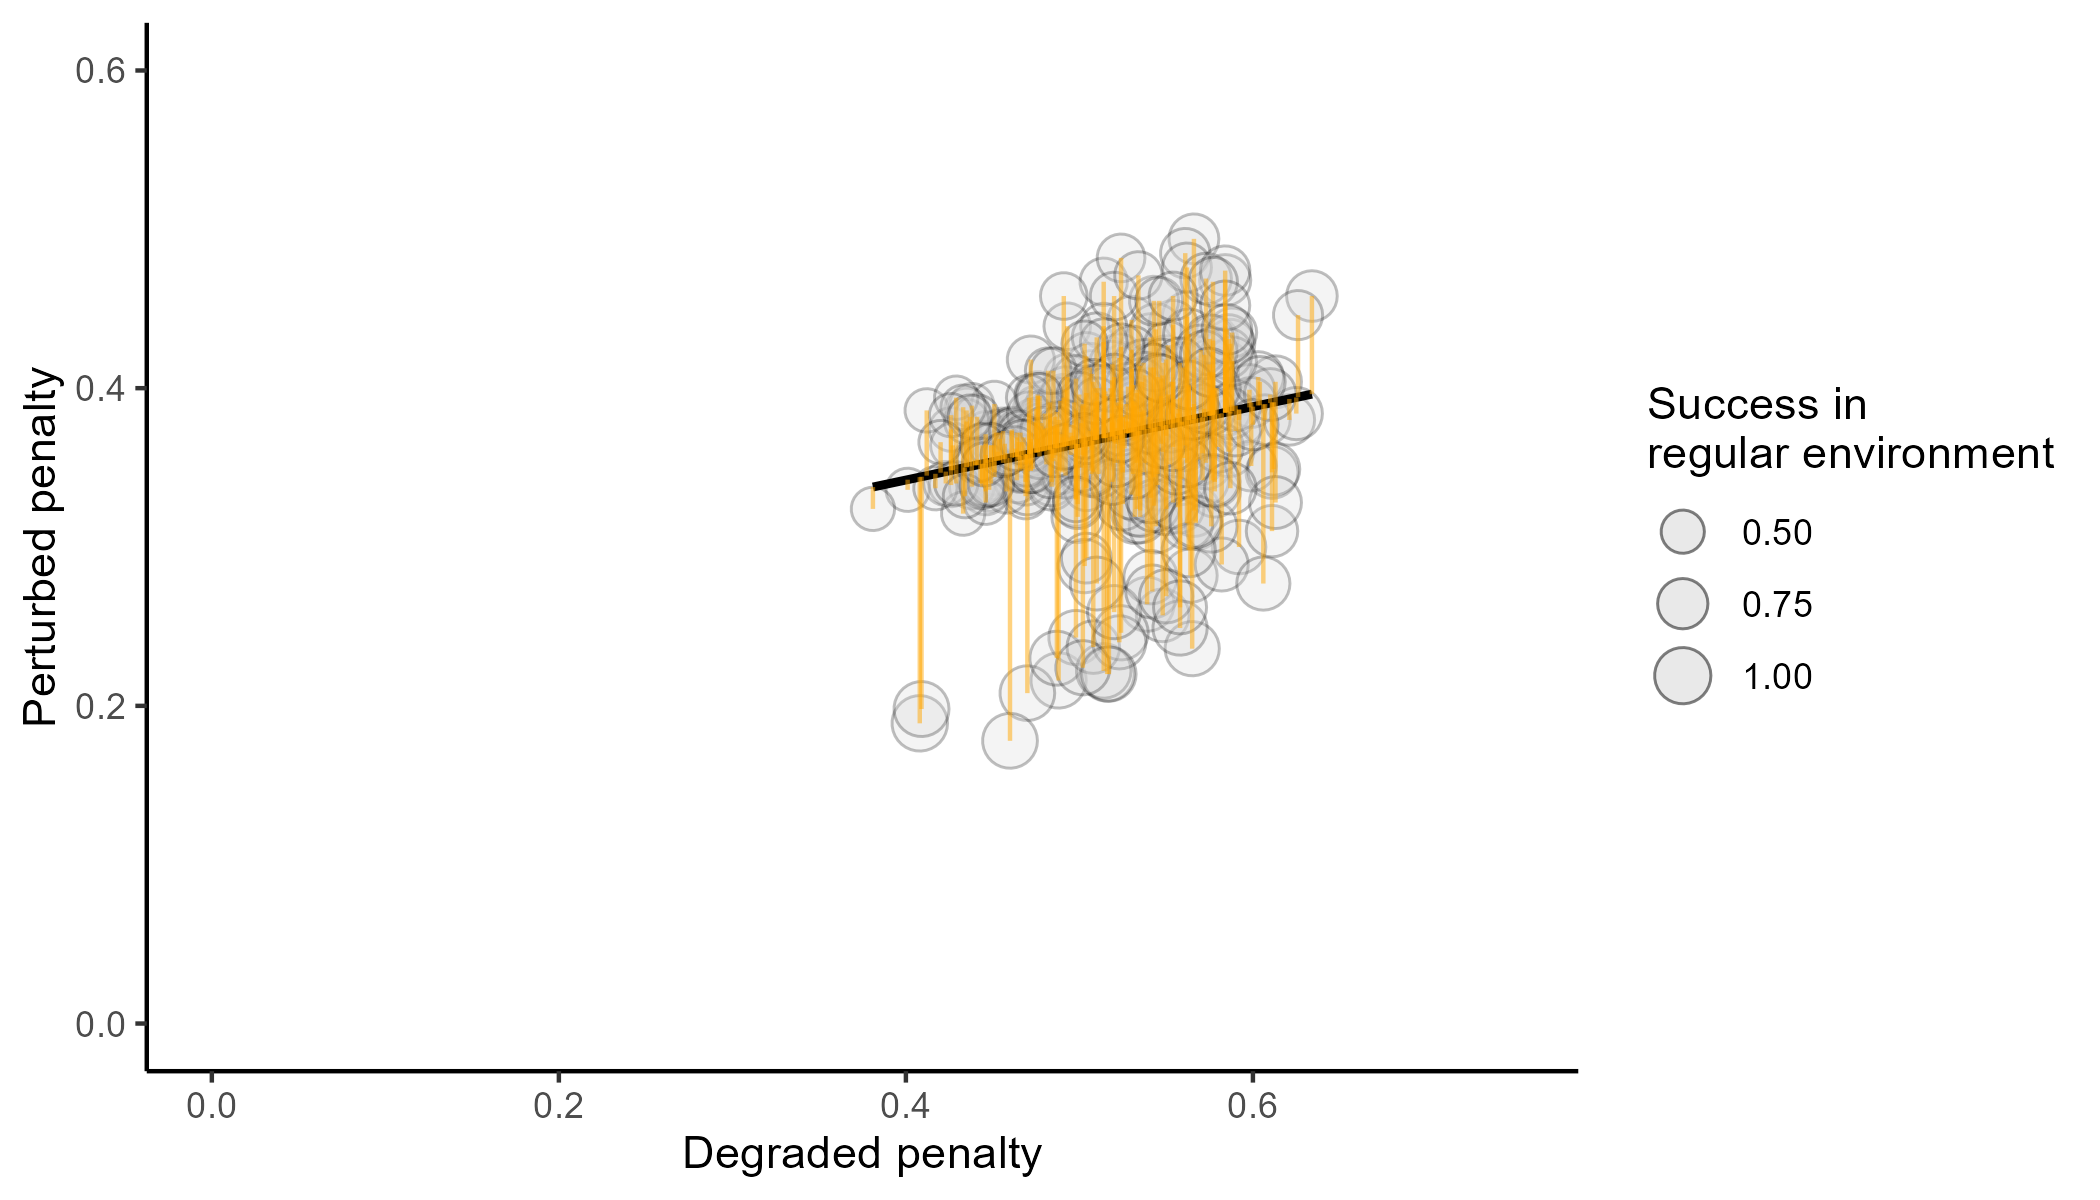 0.6
0.4
0.2
0.0
Perturbed penalty
0.0 0.2 0.4 0.6
Degraded penalty
Success in
regular environment
0.50
0.75
1.00